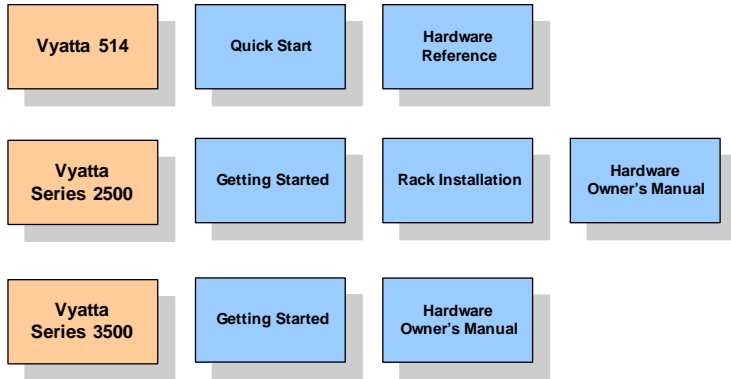 Vyatta 514
Quick Start
Hardware
Reference
Vyatta
Series 2500
Getting Started
Rack Installation
Hardware
Owner's Manual
Vyatta
Series 3500
Getting Started
Hardware
Owner's Manual